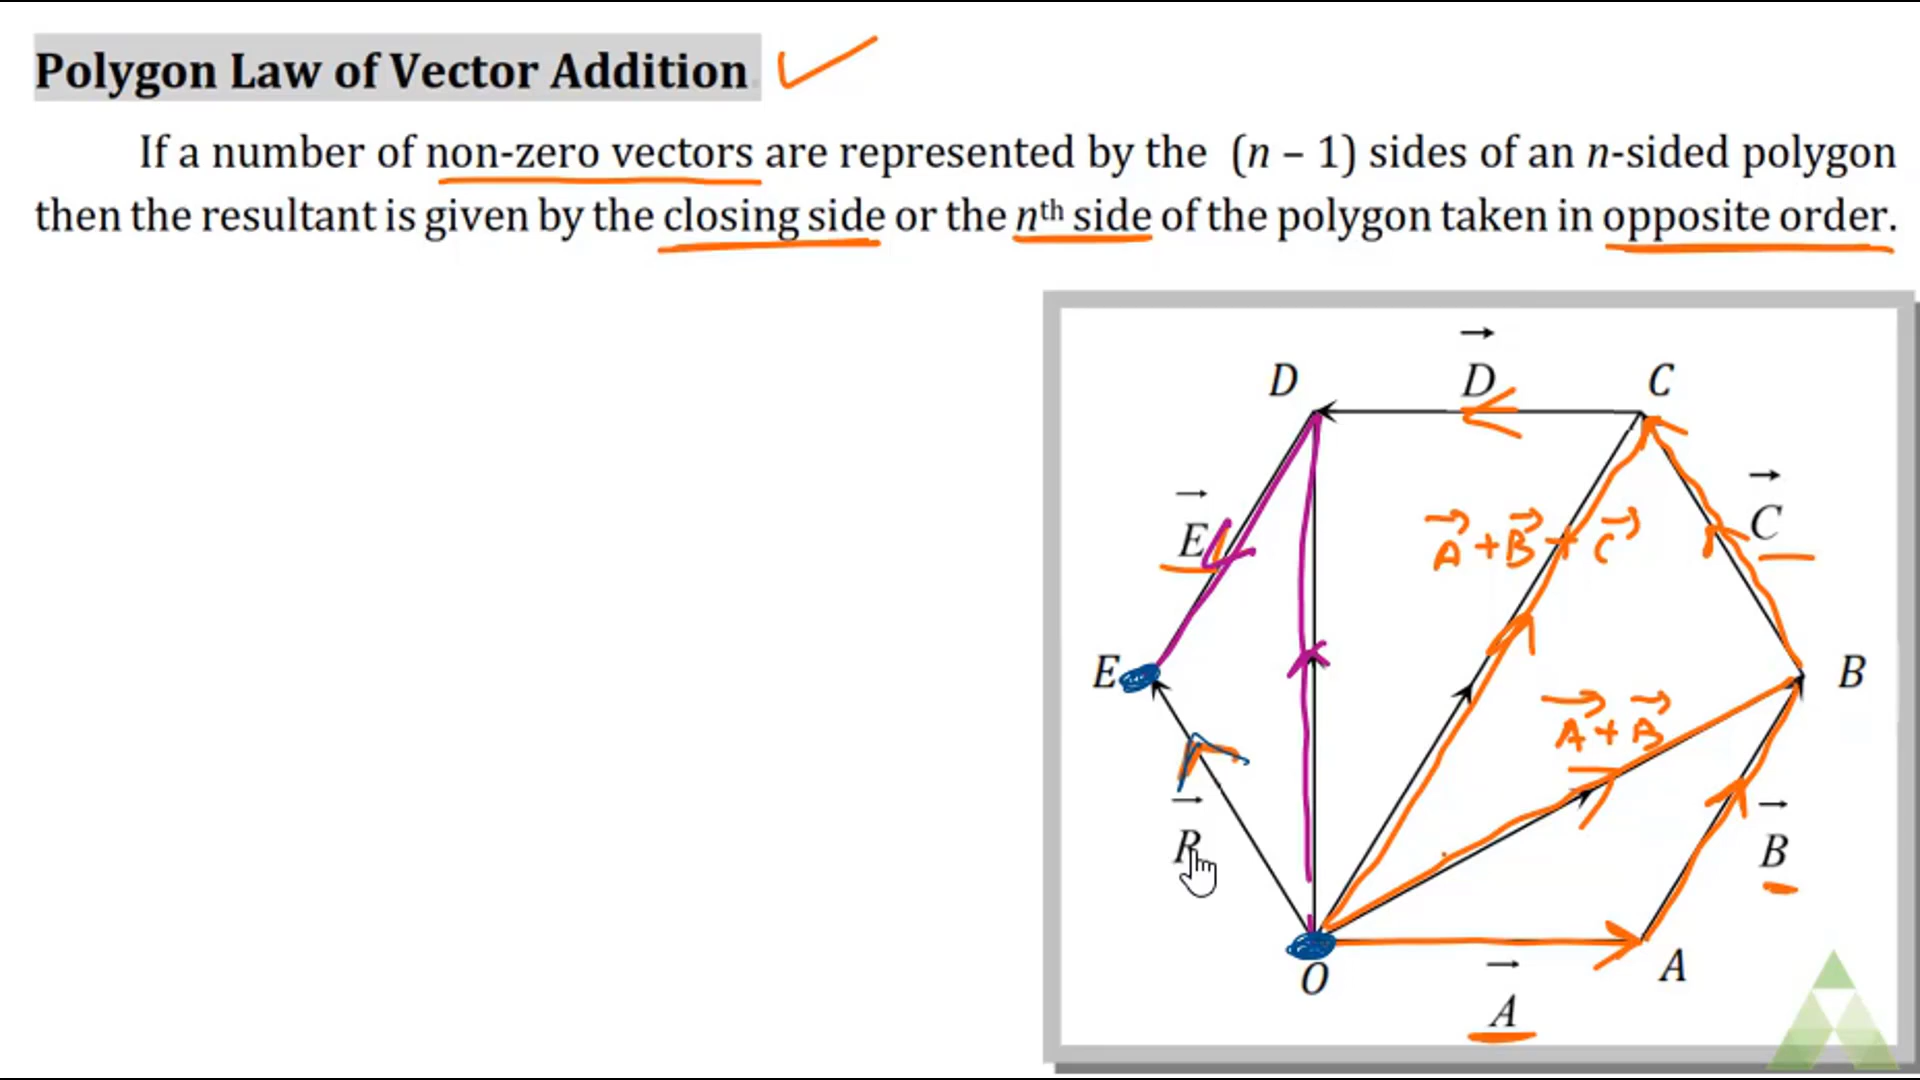 Polygon Law of Vector Addition.
If a number of non-zero vectors are represented by the (n – 1) sides of an n-sided polygon
then the resultant is given by the closing side or the nᵗʰ side of the polygon taken in opposite order.
D⃗
D C
E⃗ A⃗ + B⃗ + C⃗ C⃗
E B
A⃗ + B⃗
R⃗ B⃗
O A
A⃗